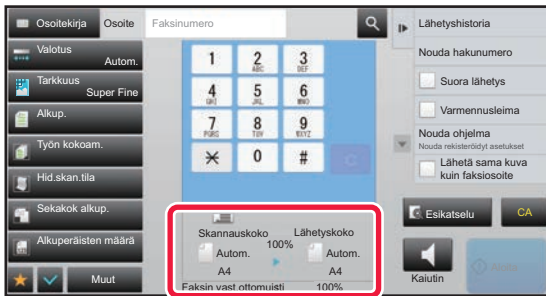 Osoitekirja
Osoite
Faksinumero
Valotus
Autom.
Tarkkuus
Super Fine
Alkup.
Työn kokoam.
Hid.skan.tila
Sekakok alkup.
Alkuperäisten määrä
Muut
1
2
ABC
3
DEF
4
GHI
5
JKL
6
MNO
7
PQRS
8
TUV
9
WXYZ
0
#
C
Skannauskoko
100%
Lähetyskoko
Autom.
A4
Autom.
A4
Faksin vast ottomuisti 100%
Lähetyshistoria
Nouda hakunumero
Suora lähetys
Varmennusleima
Nouda ohjelma
Nouda rekisteröidyt asetukset
Lähetä sama kuva
kuin faksiosoite
Esikatselu
CA
Kaiutin